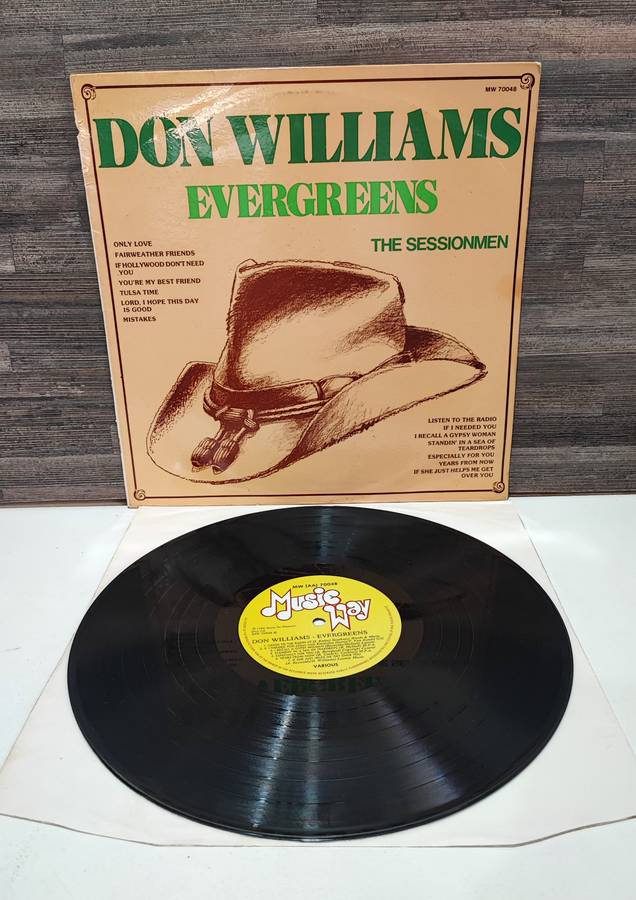 MW 70048
DON WILLIAMS
EVERGREENS
THE SESSIONMEN
ONLY LOVE
FAIRWEATHER FRIENDS
IF HOLLYWOOD DON'T NEED
YOU
YOU'RE MY BEST FRIEND
TULSA TIME
LORD, I HOPE THIS DAY
IS GOOD
MISTAKES
LISTEN TO THE RADIO
IF I NEEDED YOU
I RECALL A GYPSY WOMAN
STANDIN' IN A SEA OF
TEARDROPS
ESPECIALLY FOR YOU
YEARS FROM NOW
IF SHE JUST HELPS ME GET
OVER YOU
MW (AA) 70048
Music Way
DON WILLIAMS - EVERGREENS
VARIOUS